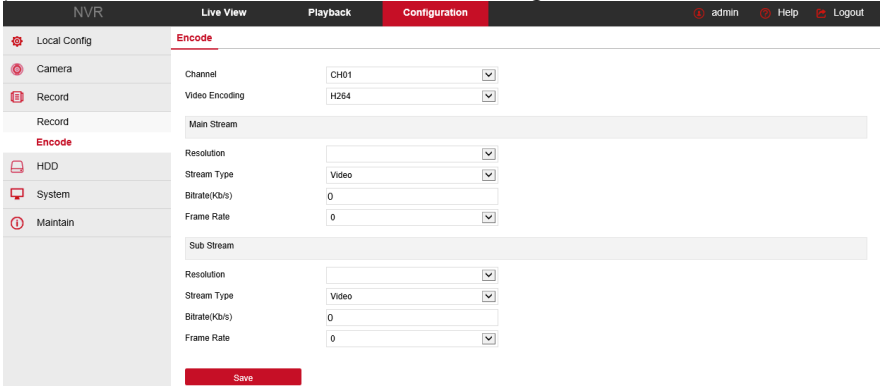 NVR Live View Playback Configuration admin Help Logout
Local Config
Camera
Record
Record
Encode
HDD
System
Maintain
Encode
Channel CH01
Video Encoding H264
Main Stream
Resolution
Stream Type Video
Bitrate(Kb/s) 0
Frame Rate 0
Sub Stream
Resolution
Stream Type Video
Bitrate(Kb/s) 0
Frame Rate 0
Save